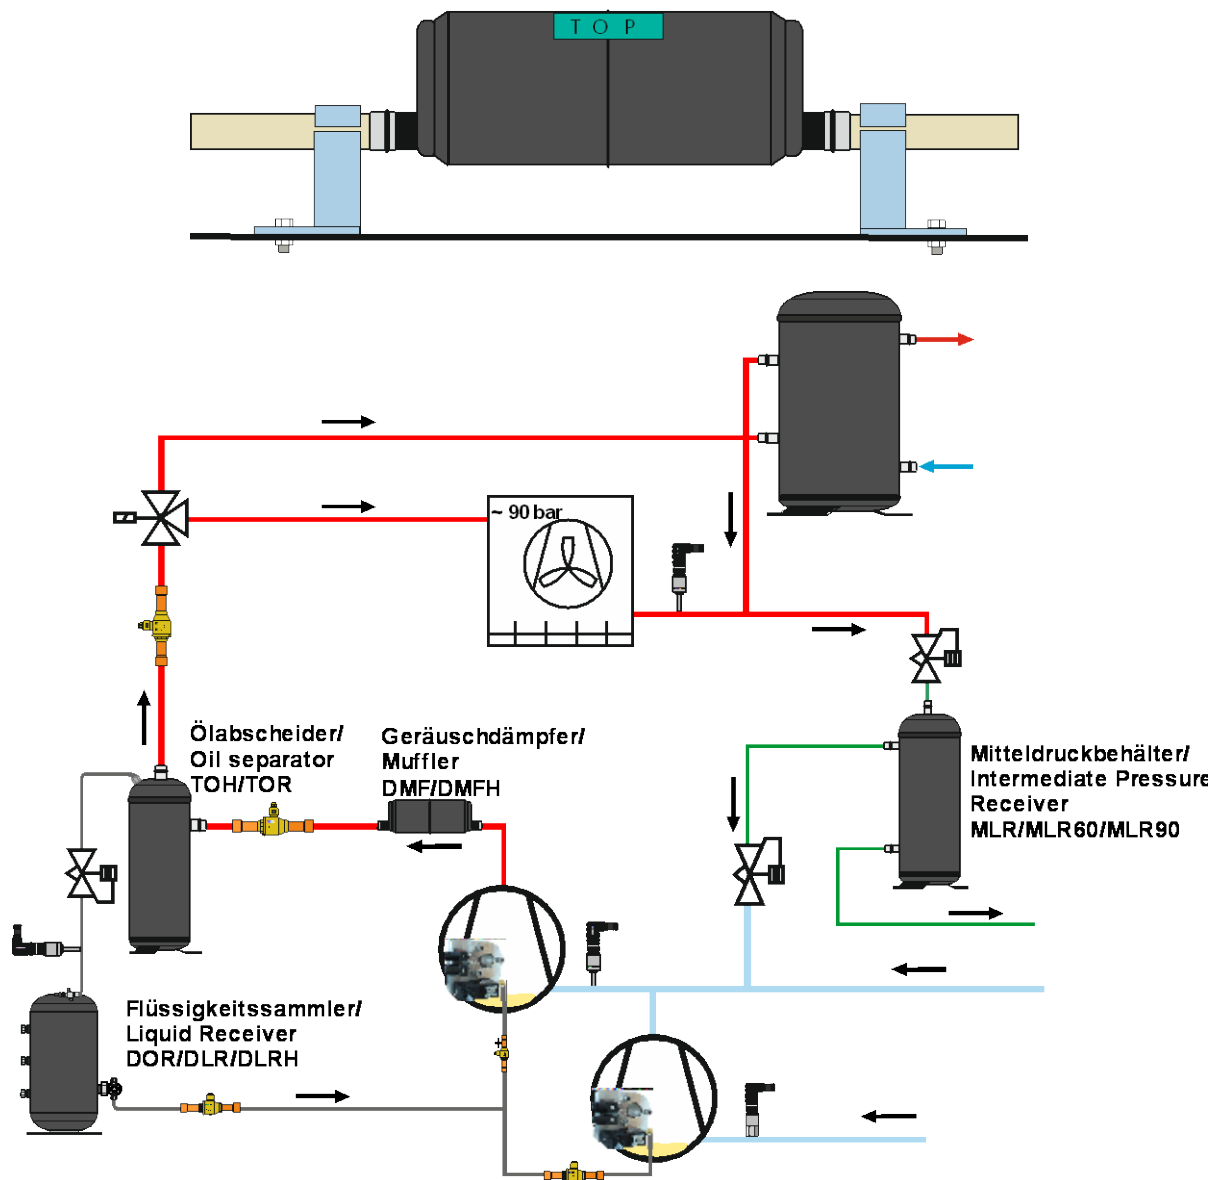 TOP
~ 90 bar
Ölabscheider/
Oil separator
TOH/TOR
Geräuschdämpfer/
Muffler
DMF/DMFH
Mitteldruckbehälter/
Intermediate Pressure
Receiver
MLR/MLR60/MLR90
Flüssigkeitssammler/
Liquid Receiver
DOR/DLR/DLRH